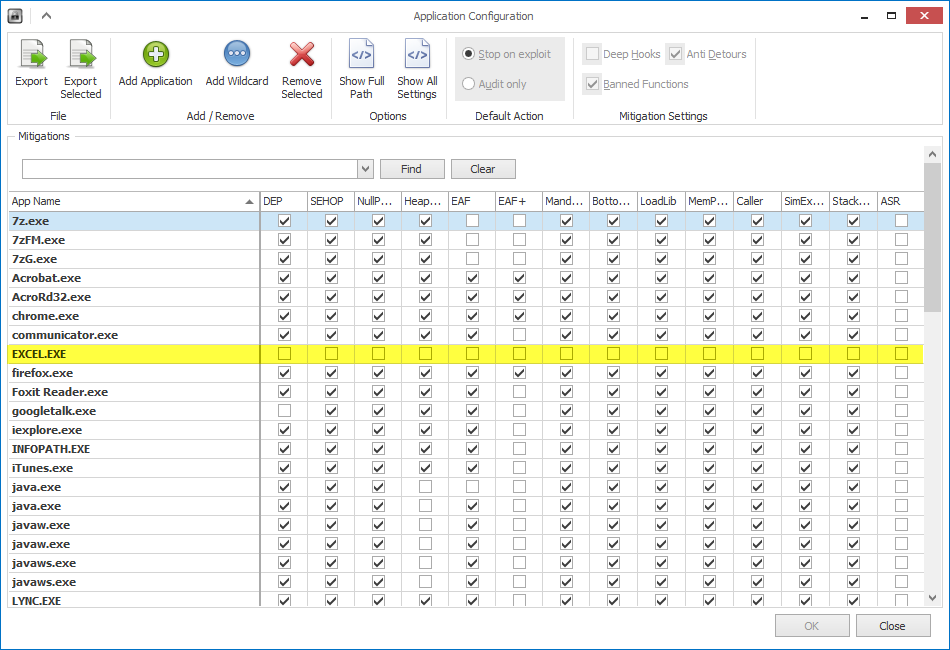 Application Configuration
Export
Export Selected
Add Application
Add Wildcard
Remove Selected
Show Full Path
Show All Settings
Stop on exploit
Audit only
Deep Hooks
Anti Detours
Banned Functions
File
Add / Remove
Options
Default Action
Mitigation Settings
Mitigations
Find
Clear
App Name DEP SEHOP NullP... Heap... EAF EAF+ Mand... Botto... LoadLib MemP... Caller SimEx... Stack... ASR
7z.exe
7zFM.exe
7zG.exe
Acrobat.exe
AcroRd32.exe
chrome.exe
communicator.exe
EXCEL.EXE
firefox.exe
Foxit Reader.exe
googletalk.exe
iexplore.exe
INFOPATH.EXE
iTunes.exe
java.exe
java.exe
javaw.exe
javaw.exe
javaws.exe
javaws.exe
LYNC.EXE
OK
Close